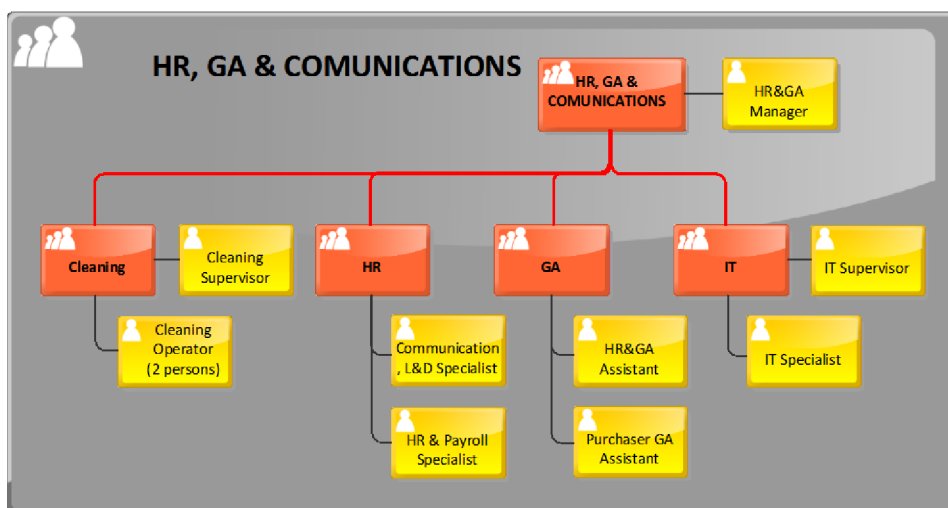 HR, GA & COMUNICATIONS
HR, GA &
COMUNICATIONS
HR&GA
Manager
Cleaning
Cleaning
Supervisor
HR
GA
IT
IT Supervisor
Cleaning
Operator
(2 persons)
Communication
, L&D Specialist
HR&GA
Assistant
IT Specialist
HR & Payroll
Specialist
Purchaser GA
Assistant